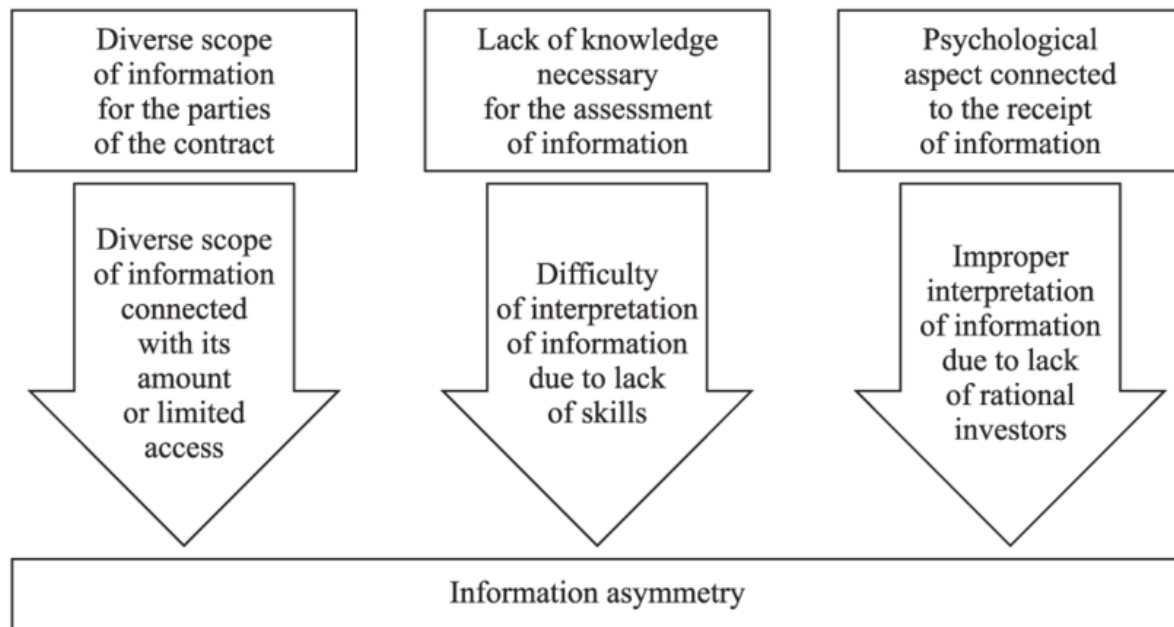 Diverse scope
of information
for the parties
of the contract
Lack of knowledge
necessary
for the assessment
of information
Psychological
aspect connected
to the receipt
of information
Diverse scope
of information
connected
with its
amount
or limited
access
Difficulty
of interpretation
of information
due to lack
of skills
Improper
interpretation
of information
due to lack
of rational
investors
Information asymmetry